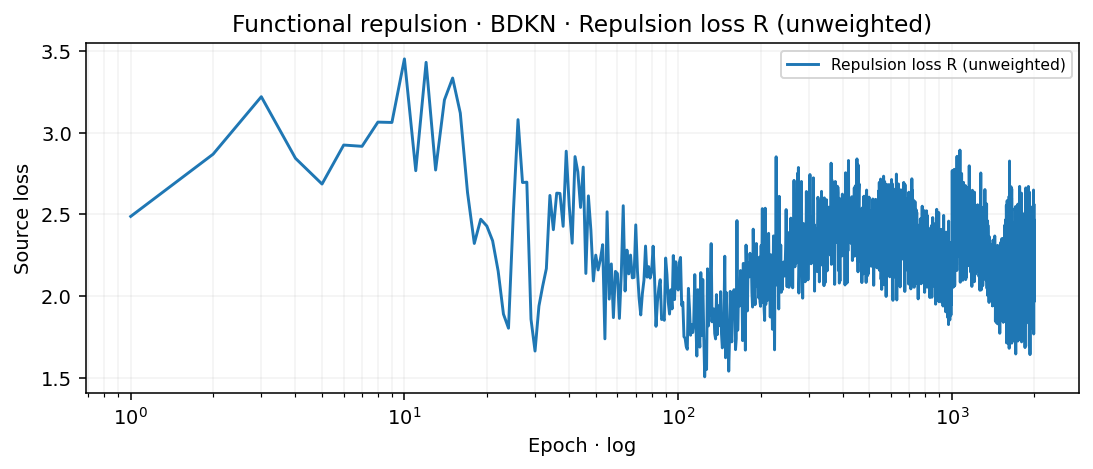 Functional repulsion · BDKN · Repulsion loss R (unweighted)
Repulsion loss R (unweighted)
Source loss
3.5
3.0
2.5
2.0
1.5
10⁰
10¹
10²
10³
Epoch · log